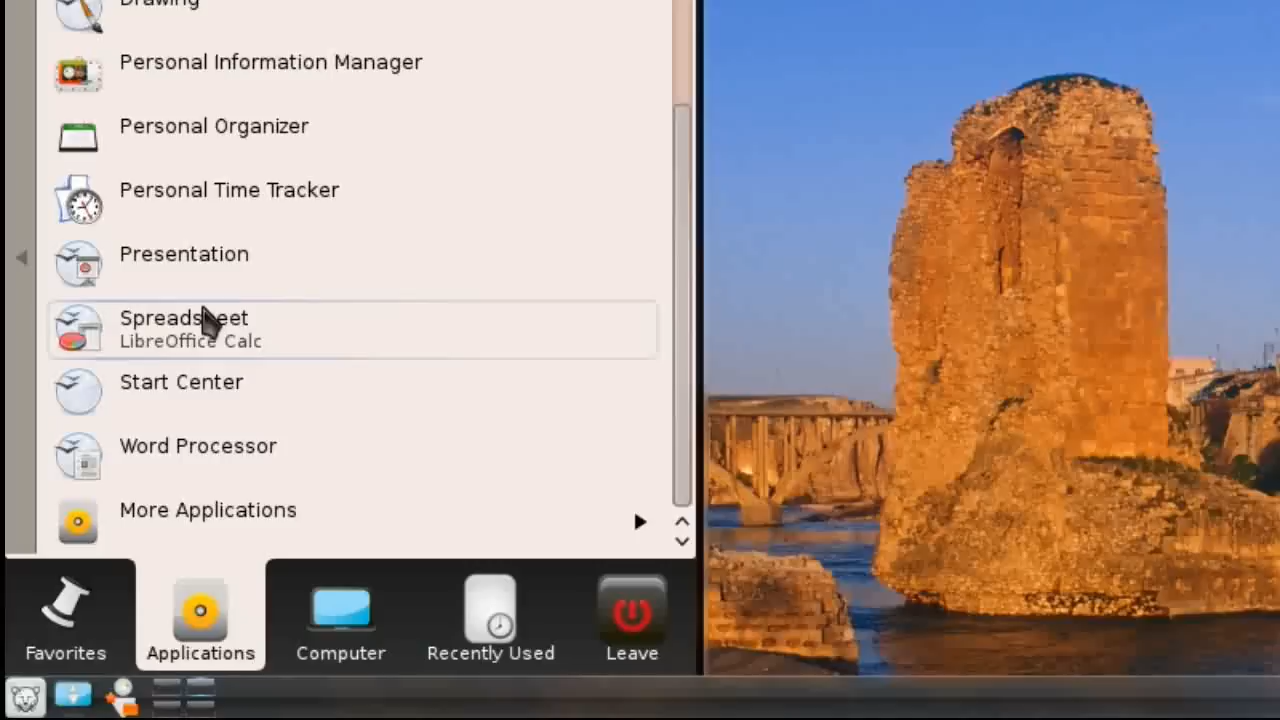 Drawing
Personal Information Manager
Personal Organizer
Personal Time Tracker
Presentation
Spreadsheet
LibreOffice Calc
Start Center
Word Processor
More Applications
Favorites
Applications
Computer
Recently Used
Leave